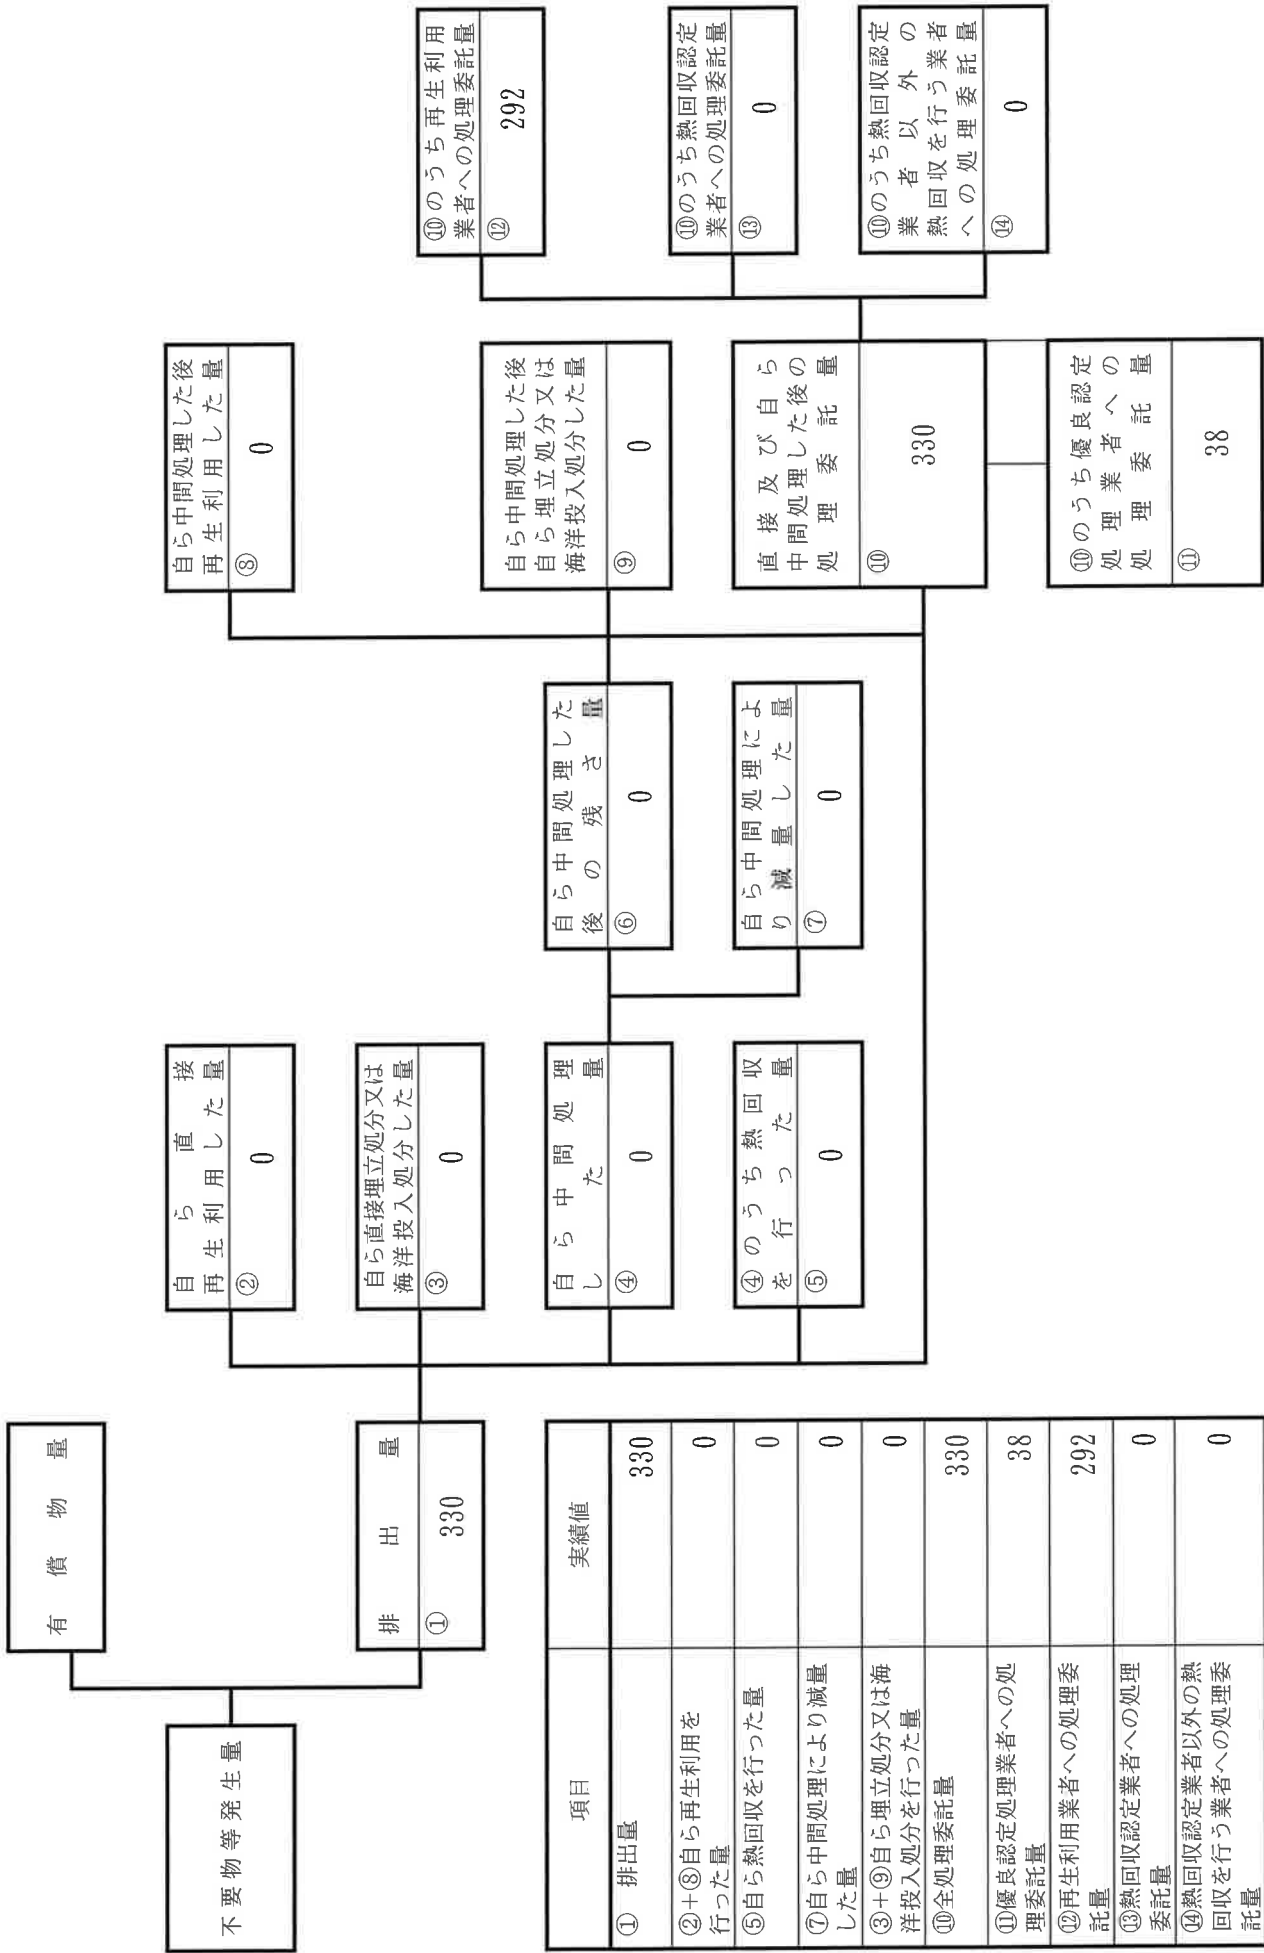 不要物等発生量
有償物量
排出量
①
330
自ら直接
再生利用した量
②
0
自ら直接埋立処分又は
海洋投入処分した量
③
0
自ら中間処理
した量
④
0
④のうち熱回収
を行った量
⑤
0
自ら中間処理した
後の残さ量
⑥
0
自ら中間処理によ
り減量した量
⑦
0
自ら中間処理した後
再生利用した量
⑧
0
自ら中間処理した後
自ら埋立処分又は
海洋投入処分した量
⑨
0
直接及び自ら
中間処理した後の
処理委託量
⑩
330
⑩のうち優良認定
処理業者への
処理委託量
⑪
38
⑩のうち再生利用
業者への処理委託量
⑫
292
⑩のうち熱回収認定
業者への処理委託量
⑬
0
⑩のうち熱回収認定
業者以外の
熱回収を行う業者
への処理委託量
⑭
0
項目 実績値
① 排出量 330
②+⑧自ら再生利用を
行った量 0
⑤自ら熱回収を行った量 0
⑦自ら中間処理により減量
した量 0
③+⑨自ら埋立処分又は海
洋投入処分を行った量 0
⑩全処理委託量 330
⑪優良認定処理業者への処
理委託量 38
⑫再生利用業者への処理委
託量 292
⑬熱回収認定業者への処理
委託量 0
⑭熱回収認定業者以外の熱
回収を行う業者への処理委
託量 0